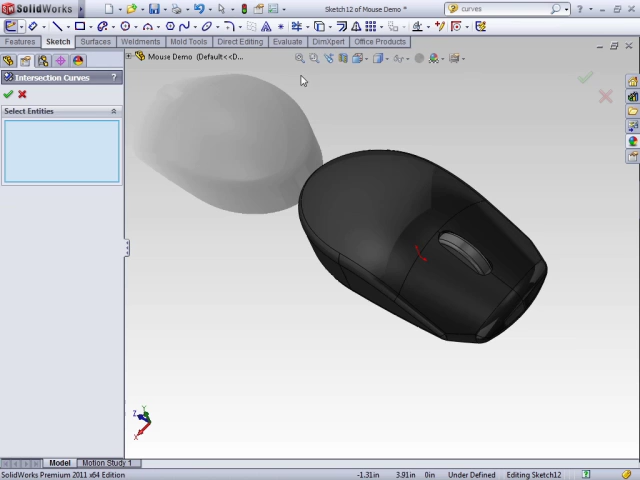 SolidWorks
Sketch12 of Mouse Demo *
curves
Features Sketch Surfaces Weldments Mold Tools Direct Editing Evaluate DimXpert Office Products
Mouse Demo (Default<<D...
Intersection Curves ?
Select Entities
Y
Z
X
Model Motion Study 1
SolidWorks Premium 2011 x64 Edition -1.31in 3.91in 0in Under Defined Editing Sketch12